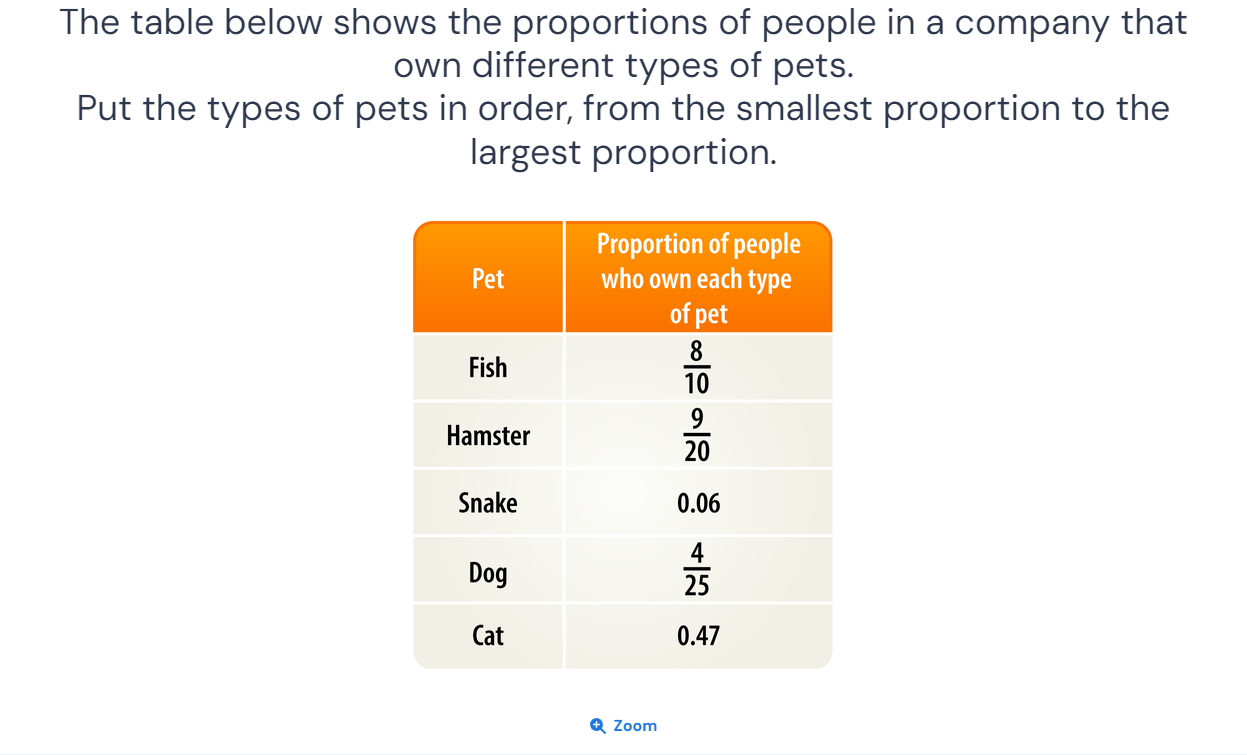 The table below shows the proportions of people in a company that
own different types of pets.
Put the types of pets in order, from the smallest proportion to the
largest proportion.
Pet
Proportion of people
who own each type
of pet
Fish
8
10
Hamster
9
20
Snake
0.06
Dog
4
25
Cat
0.47
Zoom